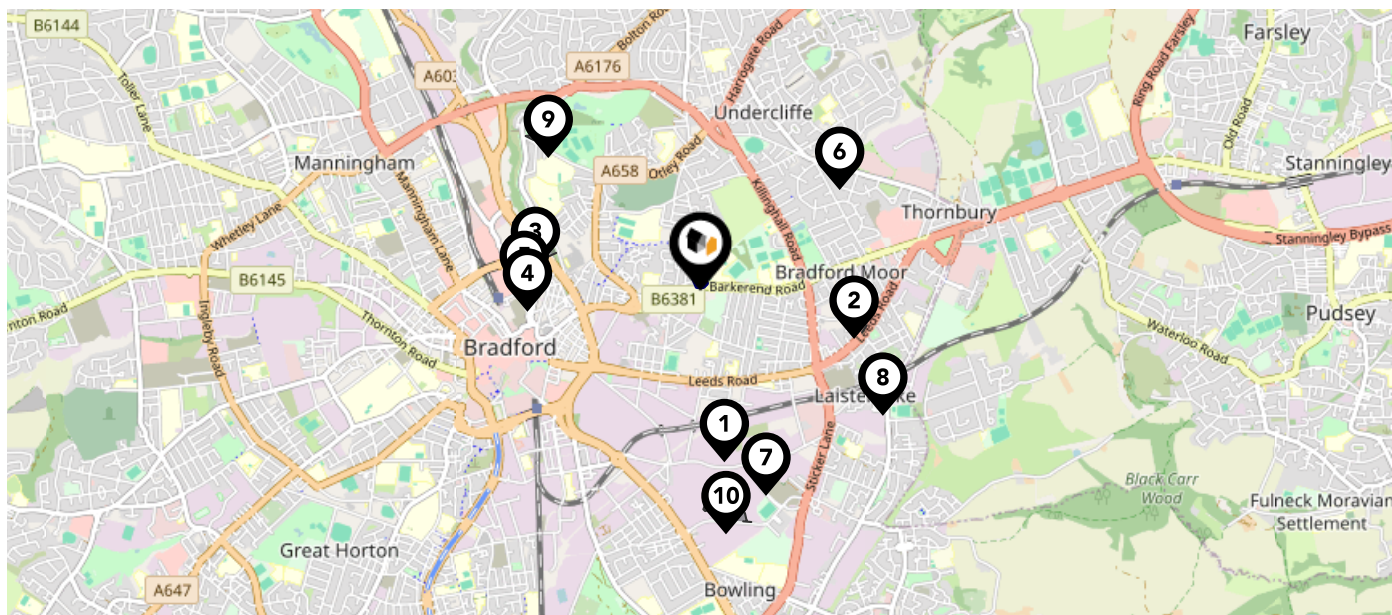 B6144
Farsley
A6176
Bolton Ro
A603
Harrogate Road
Ring Road Farsley
Toller Lane
Old Road
Undercliffe
9
6
Manningham
A658
Otley Road
Stanningley
Manningham Lane
Killinghall Road
Whetley Lane
Thornbury
3
Stanningley Bypass
4
Bradford Moor
B6145
Barkerend Road
B6381
2
nton Road
Ingleby Road
Thornton Road
Leeds Road
Pudsey
Waterloo Road
Bradford
Leeds Road
8
Laister ke
1
7
Sticker Lane
10
Black Carr
Wood
Fulneck Moravian
Settlement
Great Horton
A647
Bowling